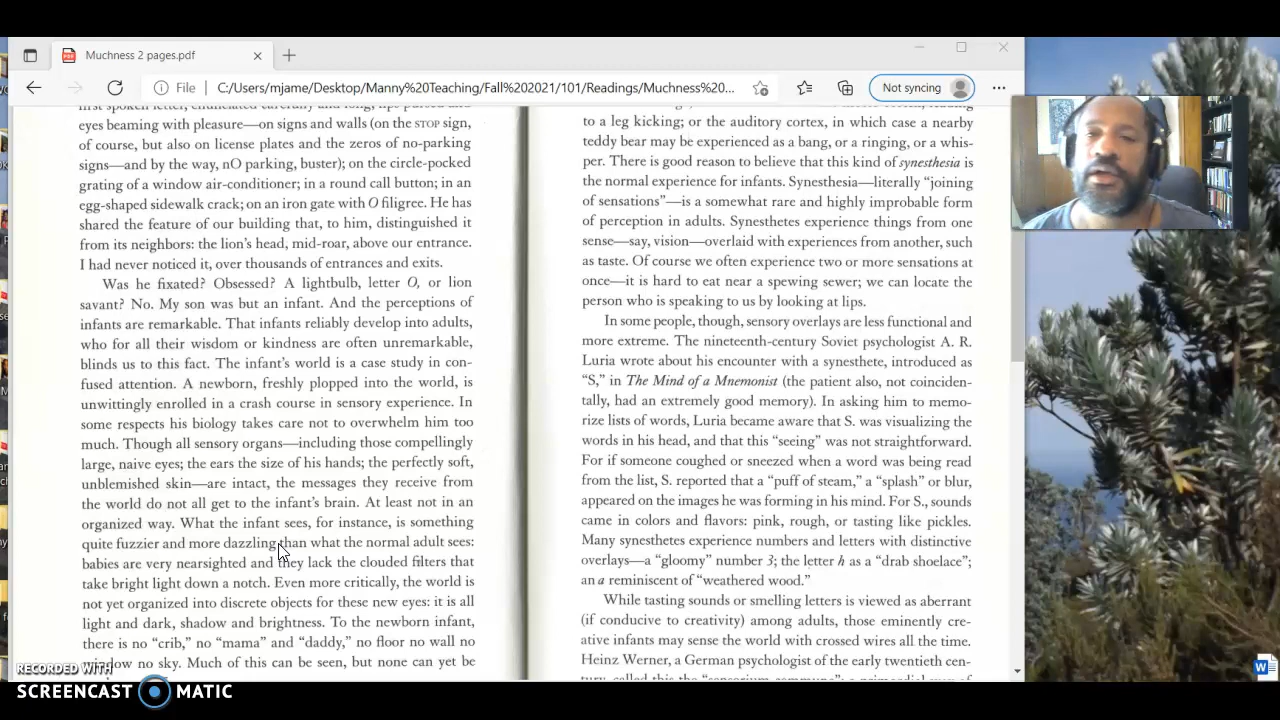 Muchness 2 pages.pdf
File
C:/Users/mjame/Desktop/Manny%20Teaching/Fall%202021/101/Readings/Muchness%20...
Not syncing
eyes beaming with pleasure—on signs and walls (on the STOP sign,
of course, but also on license plates and the zeros of no-parking
signs—and by the way, nO parking, buster); on the circle-pocked
grating of a window air-conditioner; in a round call button; in an
egg-shaped sidewalk crack; on an iron gate with O filigree. He has
shared the feature of our building that, to him, distinguished it
from its neighbors: the lion's head, mid-roar, above our entrance.
I had never noticed it, over thousands of entrances and exits.
Was he fixated? Obsessed? A lightbulb, letter O, or lion
savant? No. My son was but an infant. And the perceptions of
infants are remarkable. That infants reliably develop into adults,
who for all their wisdom or kindness are often unremarkable,
blinds us to this fact. The infant's world is a case study in con-
fused attention. A newborn, freshly plopped into the world, is
unwittingly enrolled in a crash course in sensory experience. In
some respects his biology takes care not to overwhelm him too
much. Though all sensory organs—including those compellingly
large, naive eyes; the ears the size of his hands; the perfectly soft,
unblemished skin—are intact, the messages they receive from
the world do not all get to the infant's brain. At least not in an
organized way. What the infant sees, for instance, is something
quite fuzzier and more dazzling than what the normal adult sees:
babies are very nearsighted and they lack the clouded filters that
take bright light down a notch. Even more critically, the world is
not yet organized into discrete objects for these new eyes: it is all
light and dark, shadow and brightness. To the newborn infant,
there is no "crib," no "mama" and "daddy," no floor no wall no
no sky. Much of this can be seen, but none can yet be
to a leg kicking; or the auditory cortex, in which case a nearby
teddy bear may be experienced as a bang, or a ringing, or a whis-
per. There is good reason to believe that this kind of synesthesia is
the normal experience for infants. Synesthesia—literally "joining
of sensations"—is a somewhat rare and highly improbable form
of perception in adults. Synesthetes experience things from one
sense—say, vision—overlaid with experiences from another, such
as taste. Of course we often experience two or more sensations at
once—it is hard to eat near a spewing sewer; we can locate the
person who is speaking to us by looking at lips.
In some people, though, sensory overlays are less functional and
more extreme. The nineteenth-century Soviet psychologist A. R.
Luria wrote about his encounter with a synesthete, introduced as
"S," in The Mind of a Mnemonist (the patient also, not coinciden-
tally, had an extremely good memory). In asking him to memo-
rize lists of words, Luria became aware that S. was visualizing the
words in his head, and that this "seeing" was not straightforward.
For if someone coughed or sneezed when a word was being read
from the list, S. reported that a "puff of steam," a "splash" or blur,
appeared on the images he was forming in his mind. For S., sounds
came in colors and flavors: pink, rough, or tasting like pickles.
Many synesthetes experience numbers and letters with distinctive
overlays—a "gloomy" number 3; the letter h as a "drab shoelace";
an a reminiscent of "weathered wood."
While tasting sounds or smelling letters is viewed as aberrant
(if conducive to creativity) among adults, those eminently cre-
ative infants may sense the world with crossed wires all the time.
Heinz Werner, a German psychologist of the early twentieth cen-
RECORDED WITH
SCREENCAST MATIC